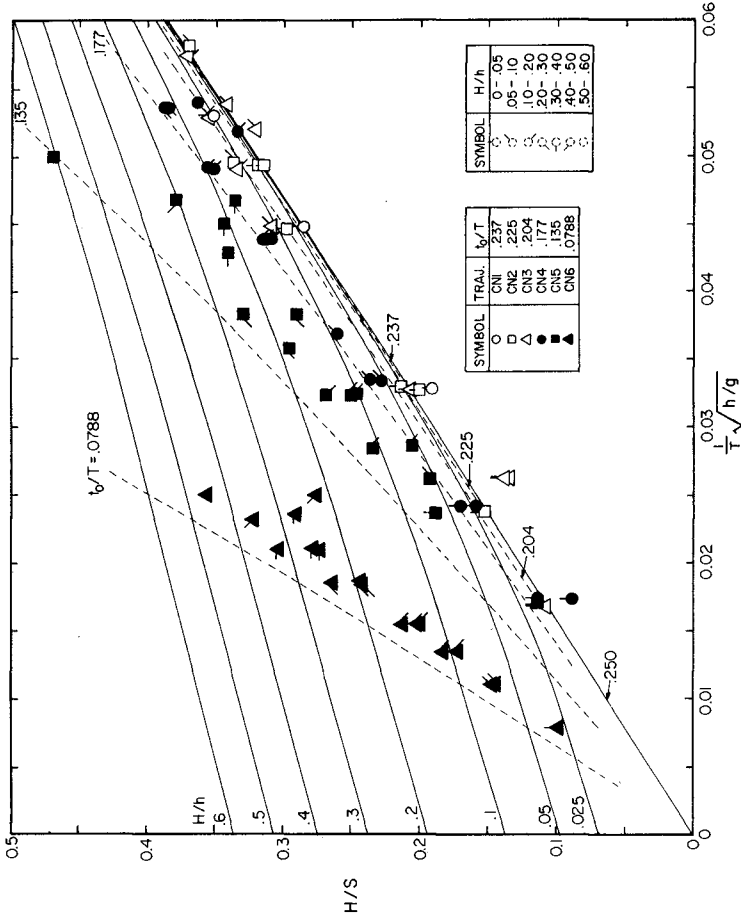 0.5
0.4
0.3
0.2
0.1
0
H/S
0
0.01
0.02
0.03
0.04
0.05
0.06
1/T √h/g
H/h
.6
.5
.4
.3
.2
.1
.05
.025
t₀/T=.0788
.135
.177
.237
.225
.204
.250
SYMBOL TRAJ. t₀/T
○ CN1 .237
□ CN2 .225
△ CN3 .204
● CN4 .177
■ CN5 .135
▲ CN6 .0788
SYMBOL H/h
0-.05
.05-.10
.10-.20
.20-.30
.30-.40
.40-.50
.50-.60